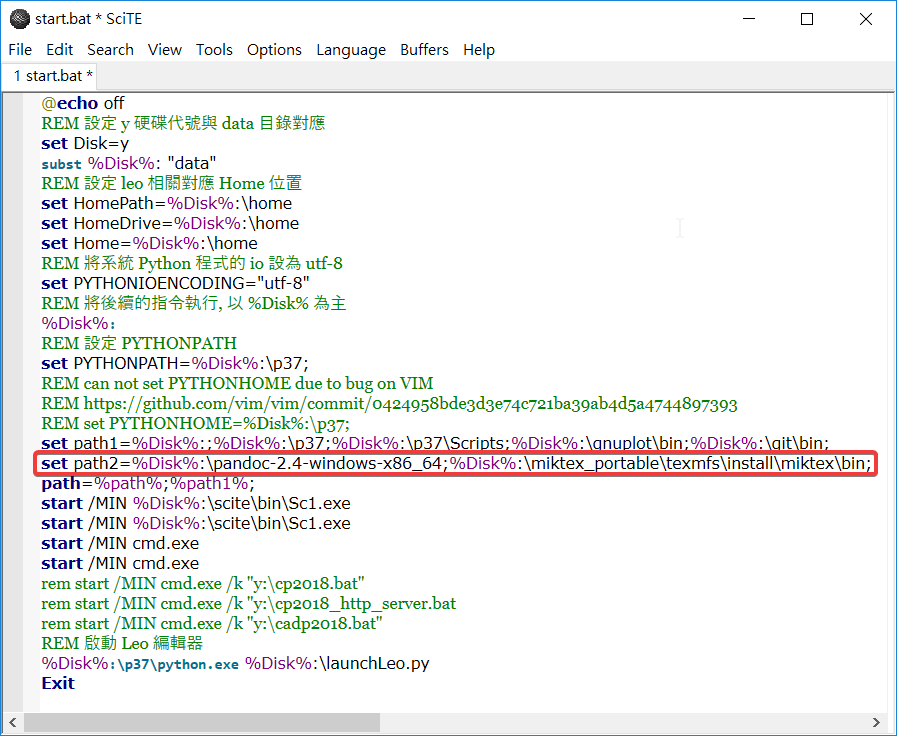 start.bat * SciTE
File Edit Search View Tools Options Language Buffers Help
1 start.bat *
@echo off
REM 設定 y 硬碟代號與 data 目錄對應
set Disk=y
subst %Disk%: "data"
REM 設定 leo 相關對應 Home 位置
set HomePath=%Disk%:\home
set HomeDrive=%Disk%:\home
set Home=%Disk%:\home
REM 將系統 Python 程式的 io 設為 utf-8
set PYTHONIOENCODING="utf-8"
REM 將後續的指令執行, 以 %Disk% 為主
%Disk%:
REM 設定 PYTHONPATH
set PYTHONPATH=%Disk%:\p37;
REM can not set PYTHONHOME due to bug on VIM
REM https://github.com/vim/vim/commit/0424958bde3d3e74c721ba39ab4d5a4744897393
REM set PYTHONHOME=%Disk%:\p37;
set path1=%Disk%:;%Disk%:\p37;%Disk%:\p37\Scripts;%Disk%:\gnuplot\bin;%Disk%:\git\bin;
set path2=%Disk%:\pandoc-2.4-windows-x86_64;%Disk%:\miktex_portable\texmfs\install\miktex\bin;
path=%path%;%path1%;
start /MIN %Disk%:\scite\bin\Sc1.exe
start /MIN %Disk%:\scite\bin\Sc1.exe
start /MIN cmd.exe
start /MIN cmd.exe
rem start /MIN cmd.exe /k "y:\cp2018.bat"
rem start /MIN cmd.exe /k "y:\cp2018_http_server.bat
rem start /MIN cmd.exe /k "y:\cadp2018.bat"
REM 啟動 Leo 編輯器
%Disk%:\p37\python.exe %Disk%:\launchLeo.py
Exit